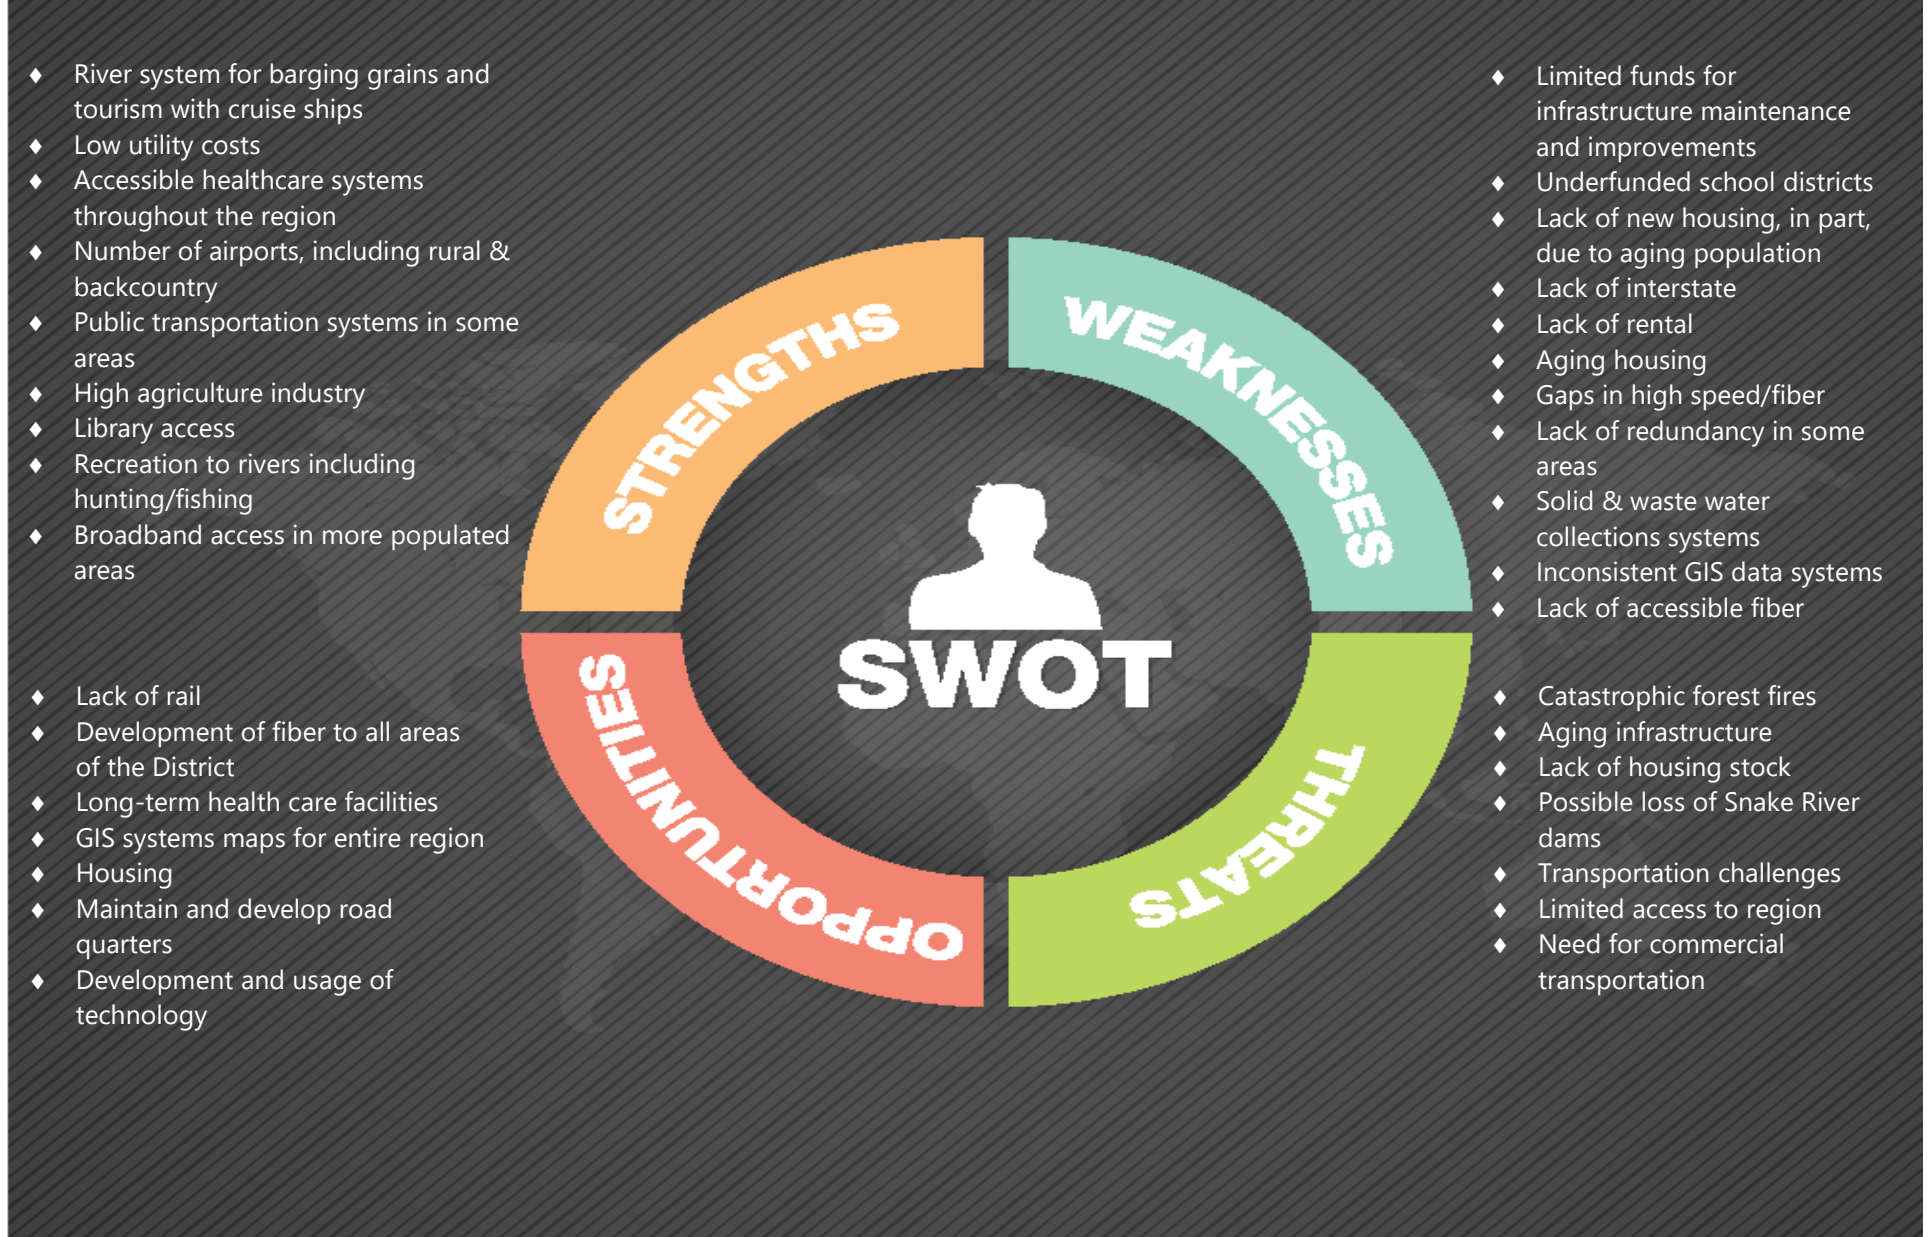 ♦ River system for barging grains and
tourism with cruise ships
♦ Low utility costs
♦ Accessible healthcare systems
throughout the region
♦ Number of airports, including rural &
backcountry
♦ Public transportation systems in some
areas
♦ High agriculture industry
♦ Library access
♦ Recreation to rivers including
hunting/fishing
♦ Broadband access in more populated
areas
STRENGTHS
WEAKNESSES
♦ Limited funds for
infrastructure maintenance
and improvements
♦ Underfunded school districts
♦ Lack of new housing, in part,
due to aging population
♦ Lack of interstate
♦ Lack of rental
♦ Aging housing
♦ Gaps in high speed/fiber
♦ Lack of redundancy in some
areas
♦ Solid & waste water
collections systems
♦ Inconsistent GIS data systems
♦ Lack of accessible fiber
SWOT
♦ Lack of rail
♦ Development of fiber to all areas
of the District
♦ Long-term health care facilities
♦ GIS systems maps for entire region
♦ Housing
♦ Maintain and develop road
quarters
♦ Development and usage of
technology
OPPORTUNITIES
THREATS
♦ Catastrophic forest fires
♦ Aging infrastructure
♦ Lack of housing stock
♦ Possible loss of Snake River
dams
♦ Transportation challenges
♦ Limited access to region
♦ Need for commercial
transportation